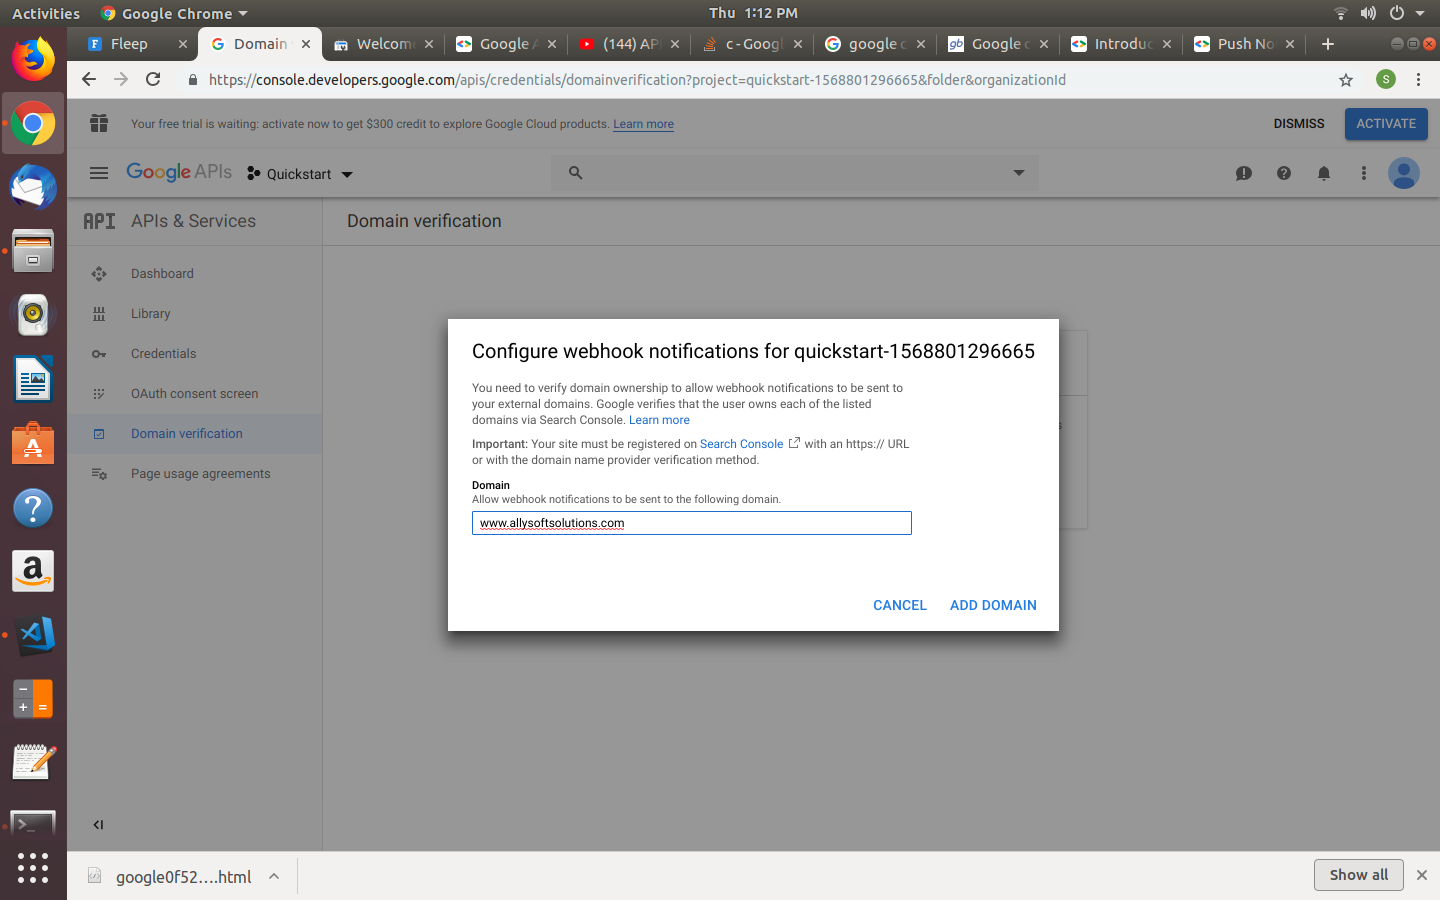 Activities
Google Chrome
Thu 1:12 PM
Fleep
Domain
Welcome
Google A
(144) API
c - Googl
google c
Google c
Introduc
Push No
https://console.developers.google.com/apis/credentials/domainverification?project=quickstart-1568801296665&folder&organizationId
S
Your free trial is waiting: activate now to get $300 credit to explore Google Cloud products. Learn more
DISMISS
ACTIVATE
Google APIs
Quickstart
API
APIs & Services
Domain verification
Dashboard
Library
Credentials
OAuth consent screen
Domain verification
Page usage agreements
Configure webhook notifications for quickstart-1568801296665
You need to verify domain ownership to allow webhook notifications to be sent to
your external domains. Google verifies that the user owns each of the listed
domains via Search Console. Learn more
Important: Your site must be registered on Search Console with an https:// URL
or with the domain name provider verification method.
Domain
Allow webhook notifications to be sent to the following domain.
www.allysoftsolutions.com
CANCEL
ADD DOMAIN
google0f52....html
Show all